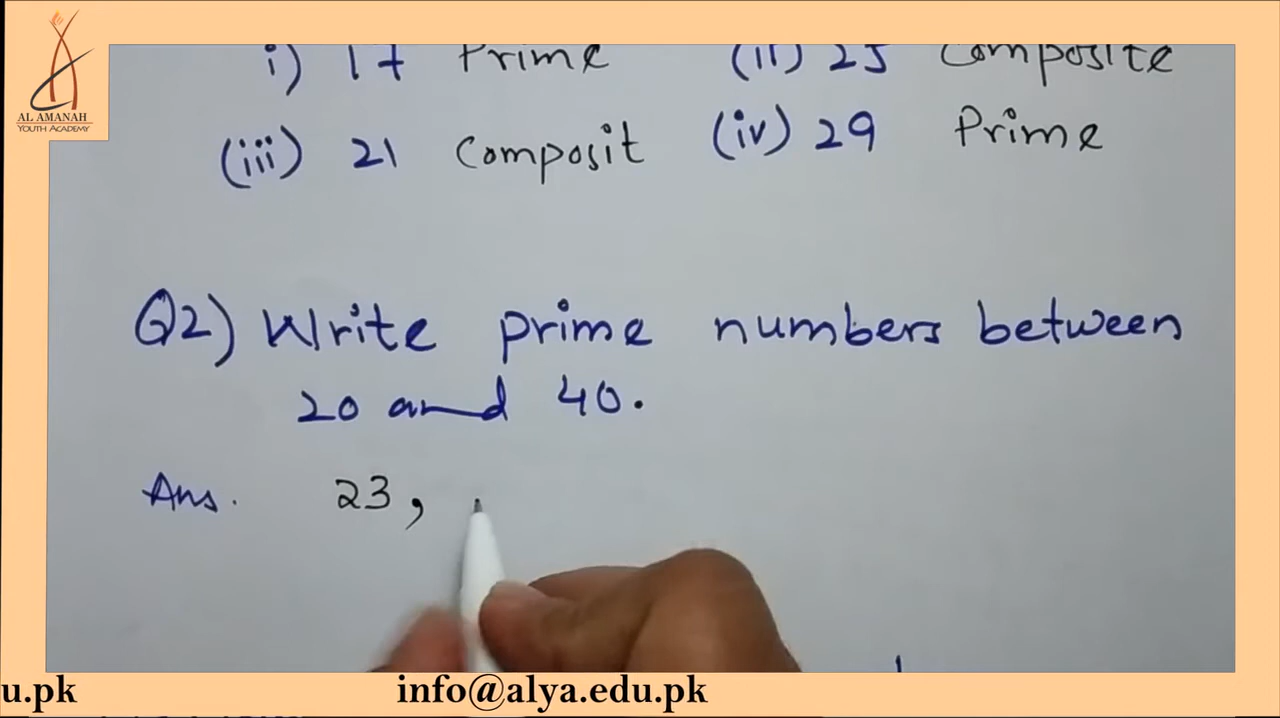 AL AMANAH
YOUTH ACADEMY
i) 17 Prime (ii) 25 Composite
(iii) 21 Composit (iv) 29 Prime
Q2) Write prime numbers between
20 and 40.
Ans. 23,
u.pk info@alya.edu.pk